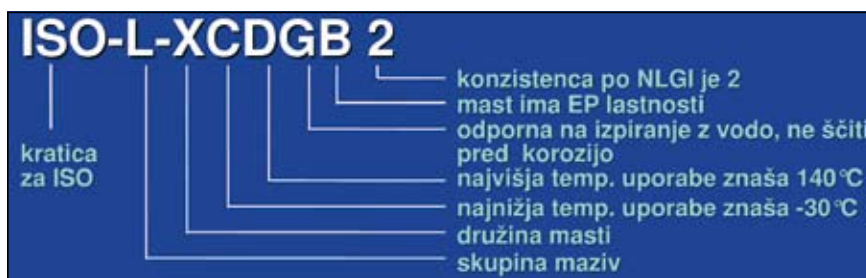 ISO-L-XCDGB 2
konzistenca po NLGI je 2
mast ima EP lastnosti
odporna na izpiranje z vodo, ne ščiti
pred korozijo
kratica
za ISO
najvišja temp. uporabe znaša 140°C
najnižja temp. uporabe znaša -30°C
družina masti
skupina maziv